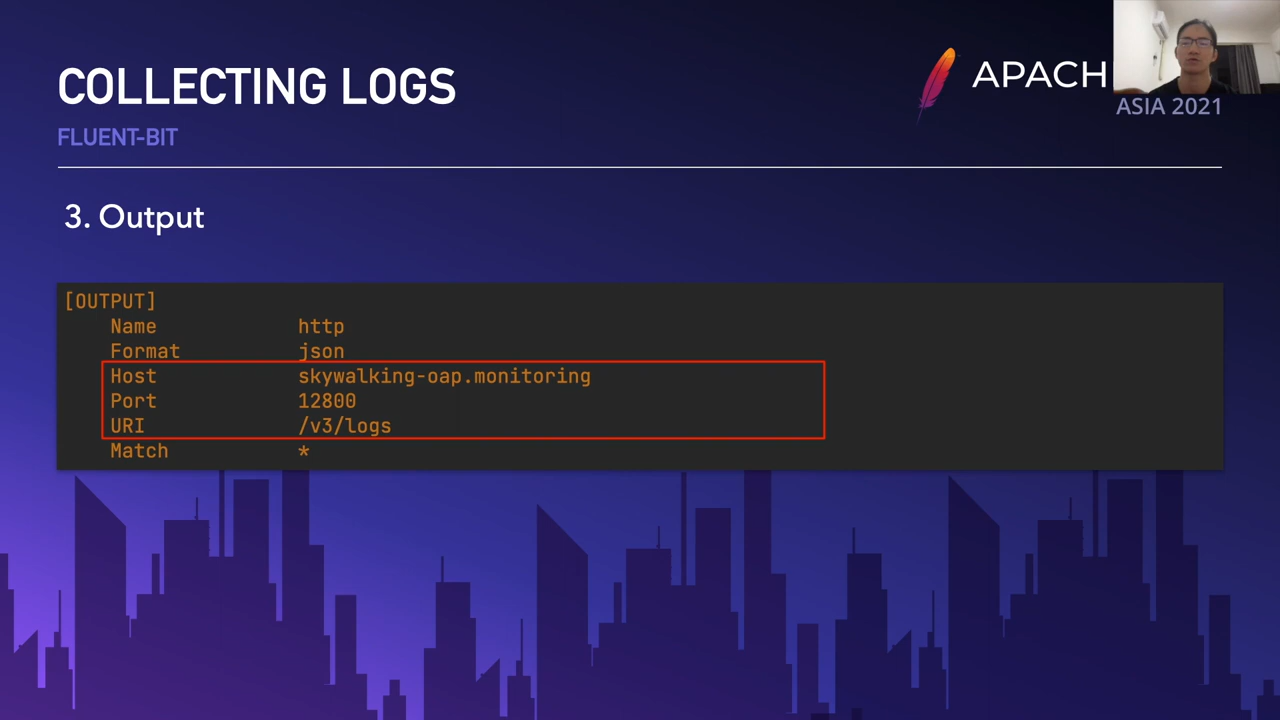 COLLECTING LOGS
FLUENT-BIT
APACH
ASIA 2021
3. Output
[OUTPUT]
Name http
Format json
Host skywalking-oap.monitoring
Port 12800
URI /v3/logs
Match *